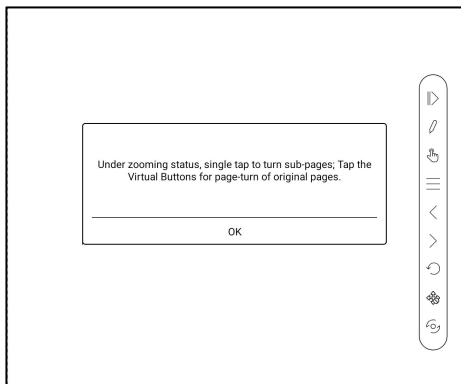 Under zooming status, single tap to turn sub-pages; Tap the
Virtual Buttons for page-turn of original pages.
OK